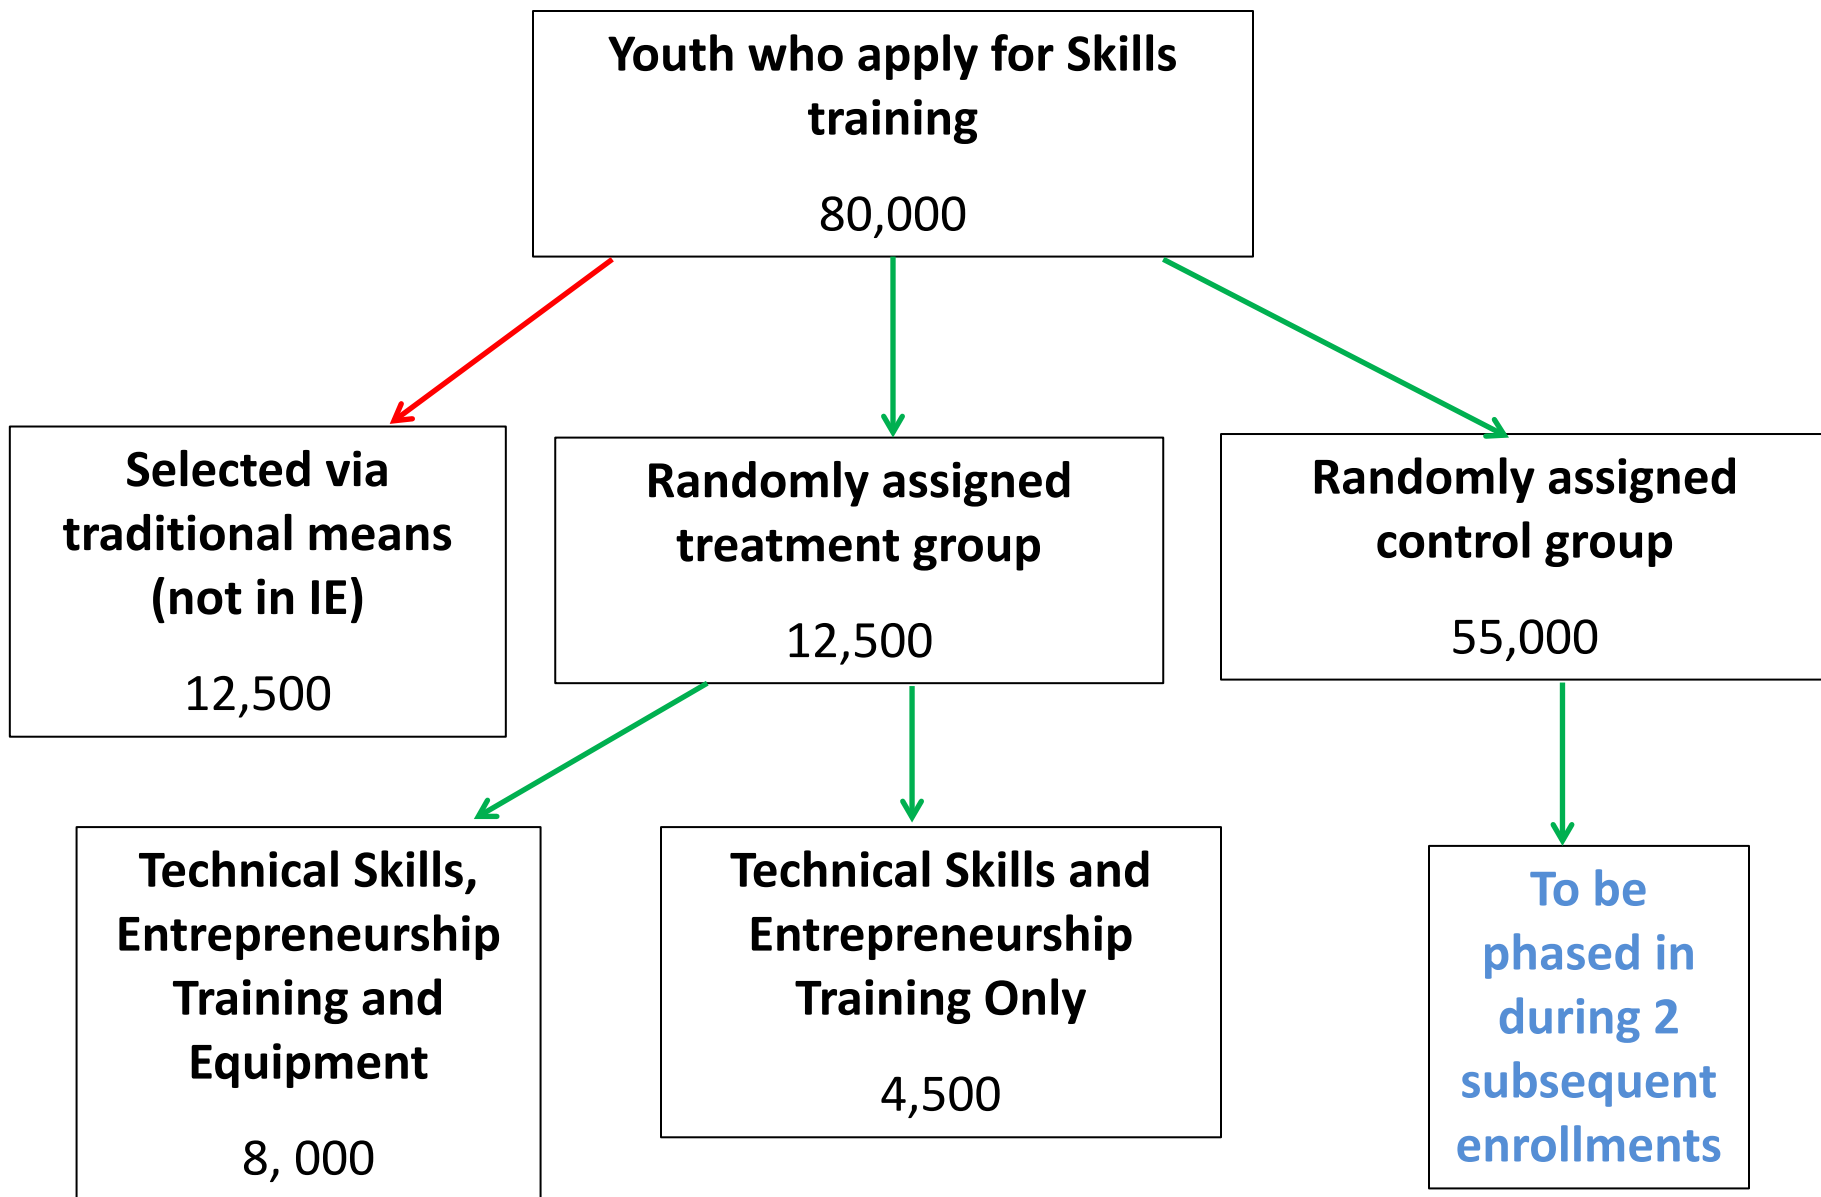 Youth who apply for Skills
training
80,000
Selected via
traditional means
(not in IE)
12,500
Randomly assigned
treatment group
12,500
Randomly assigned
control group
55,000
Technical Skills,
Entrepreneurship
Training and
Equipment
8, 000
Technical Skills and
Entrepreneurship
Training Only
4,500
To be
phased in
during 2
subsequent
enrollments